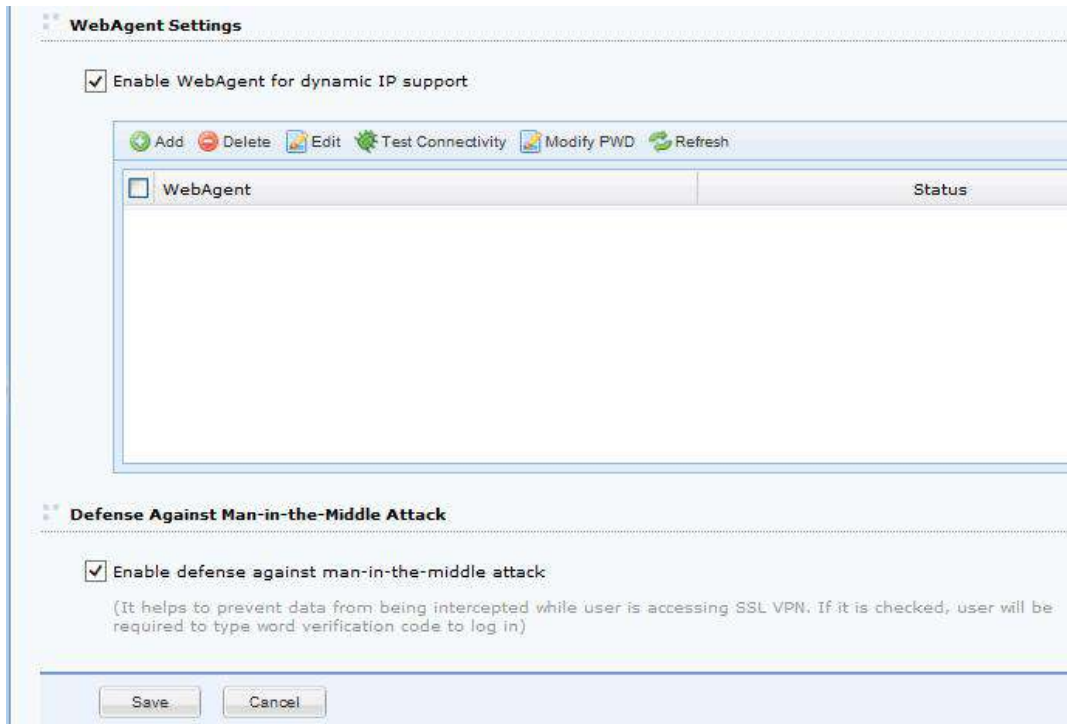 WebAgent Settings
Enable WebAgent for dynamic IP support
Add Delete Edit Test Connectivity Modify PWD Refresh
WebAgent Status
Defense Against Man-in-the-Middle Attack
Enable defense against man-in-the-middle attack
(It helps to prevent data from being intercepted while user is accessing SSL VPN. If it is checked, user will be
required to type word verification code to log in)
Save Cancel